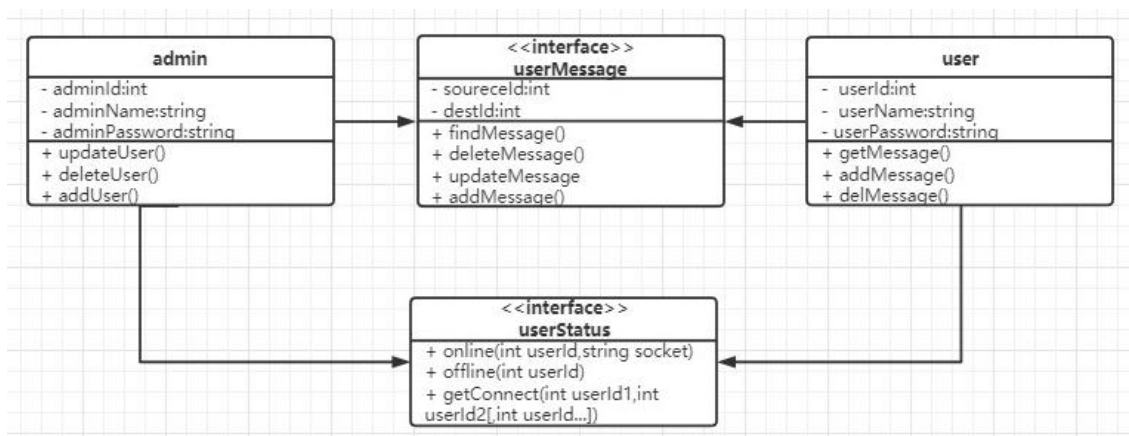 admin
- adminId:int
- adminName:string
- adminPassword:string
+ updateUser()
+ deleteUser()
+ addUser()
<<interface>>
userMessage
- soureceId:int
- destId:int
+ findMessage()
+ deleteMessage()
+ updateMessage
+ addMessage()
user
- userId:int
- userName:string
- userPassword:string
+ getMessage()
+ addMessage()
+ delMessage()
<<interface>>
userStatus
+ online(int userId,string socket)
+ offline(int userId)
+ getConnect(int userId1,int
userId2[,int userId...])